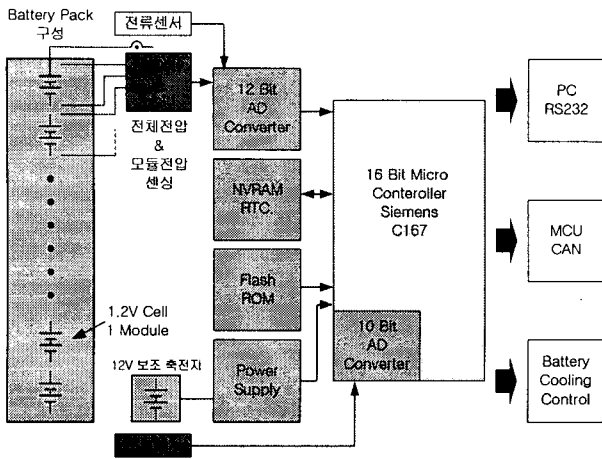 Battery Pack
구성
전류센서
전체전압
&
모듈전압
센싱
12 Bit
AD
Converter
NVRAM
RTC.
Flash
ROM
Power
Supply
12V 보조 축전자
1.2V Cell
1 Module
16 Bit Micro
Conteroller
Siemens
C167
10 Bit
AD
Converter
PC
RS232
MCU
CAN
Battery
Cooling
Control